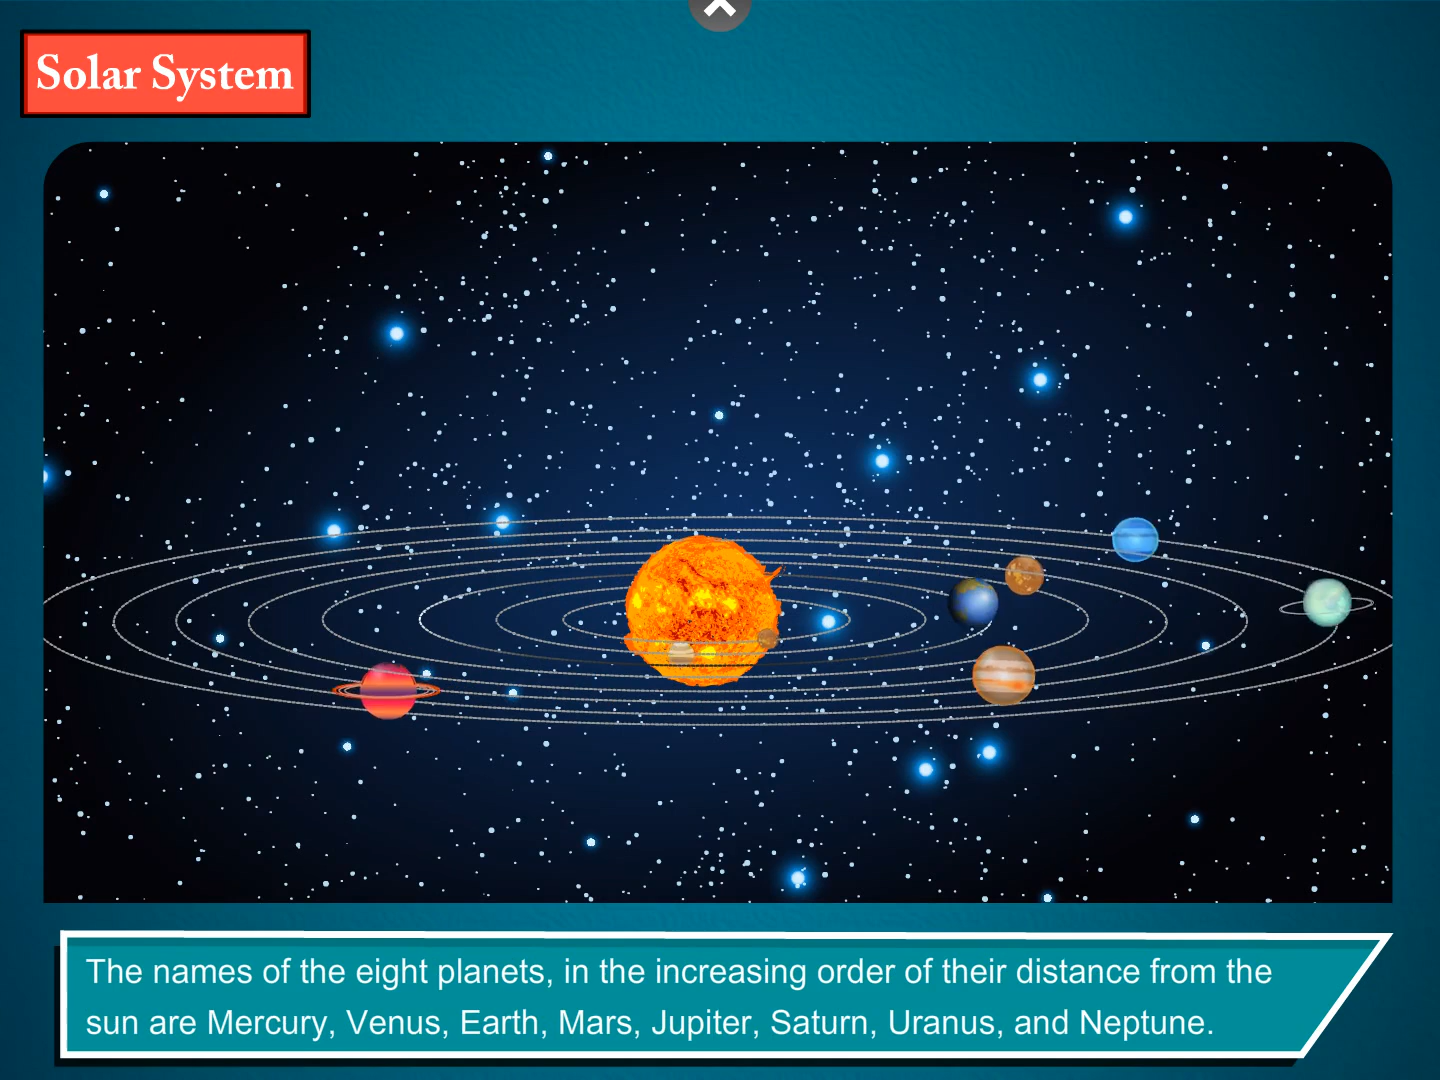 Solar System
The names of the eight planets, in the increasing order of their distance from the
sun are Mercury, Venus, Earth, Mars, Jupiter, Saturn, Uranus, and Neptune.